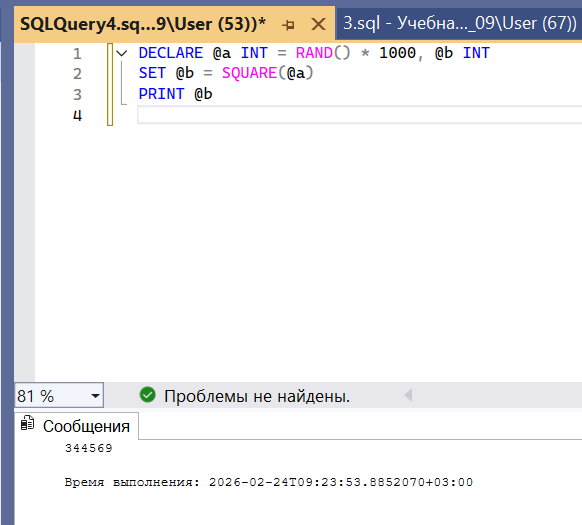 SQLQuery4.sq...9\User (53))*
3.sql - Учебна..._09\User (67))
1 DECLARE @a INT = RAND() * 1000, @b INT
2 SET @b = SQUARE(@a)
3 PRINT @b
4
81 %
Проблемы не найдены.
Сообщения
344569
Время выполнения: 2026-02-24T09:23:53.8852070+03:00